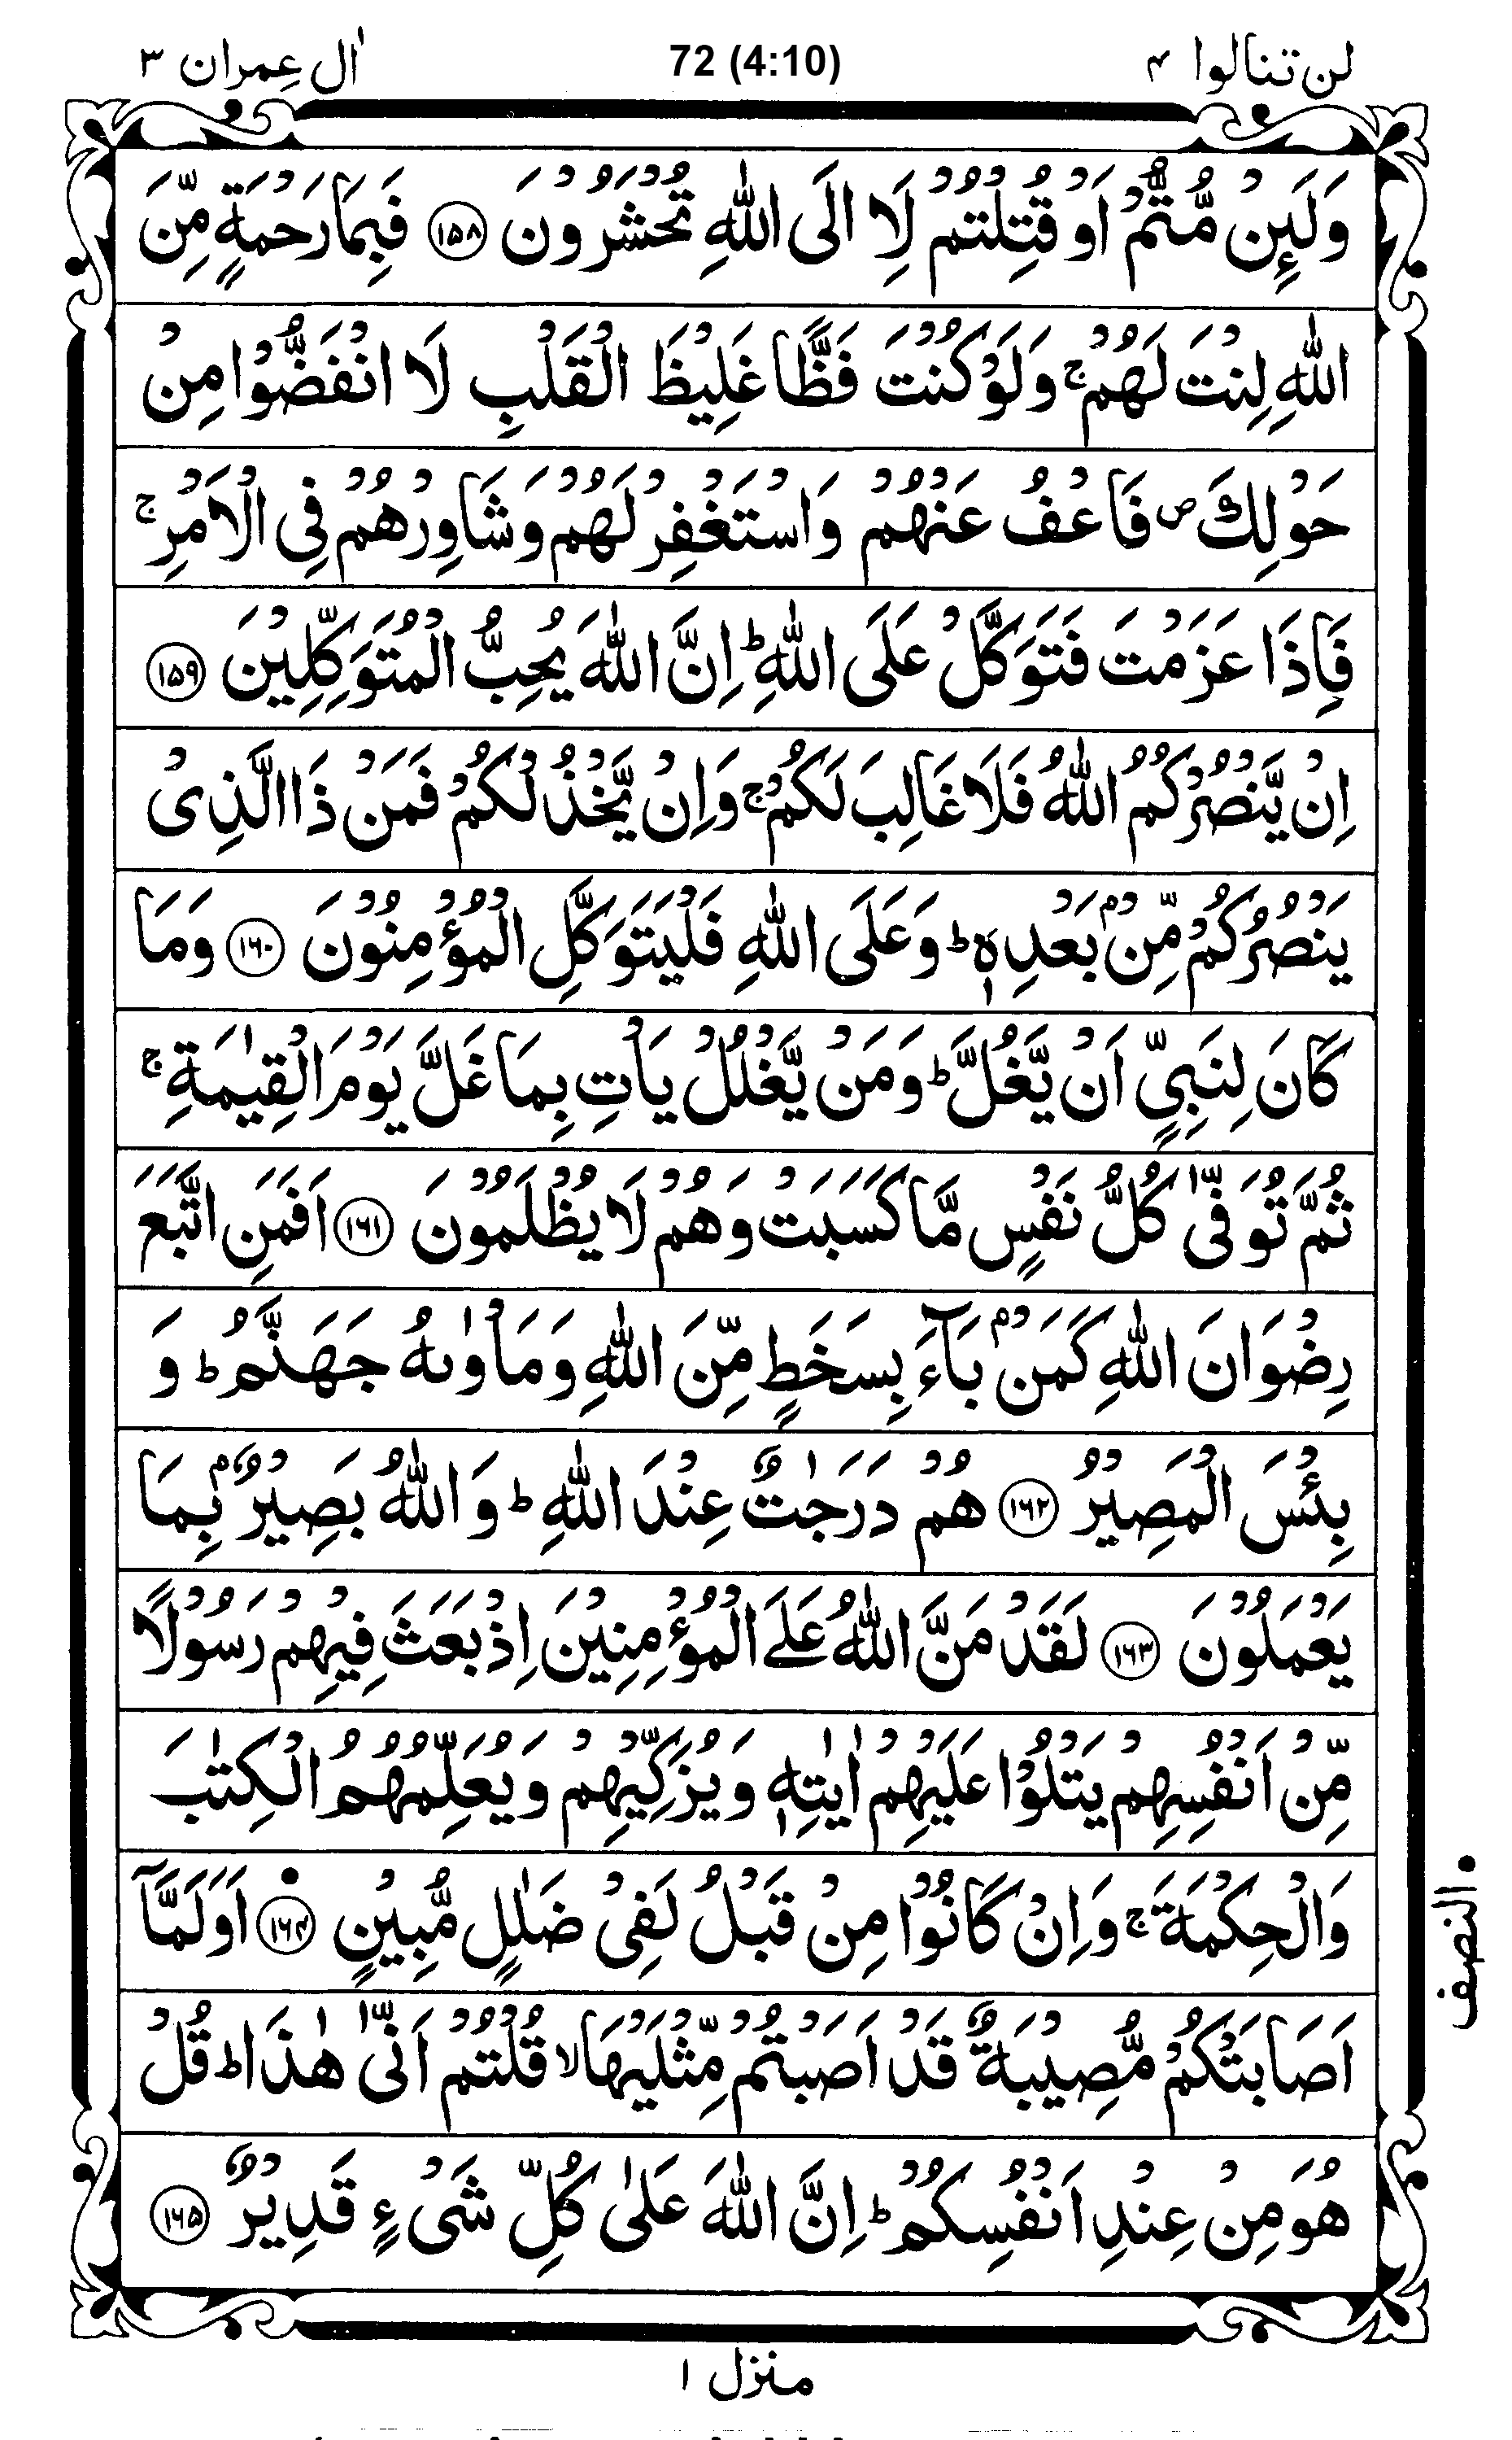 لن تنالوا ٤ 72 (4:10) اٰل عمران ٣
وَلَئِنْ مُّتُّمْ اَوْ قُتِلْتُمْ لَاۡ اِلَى اللّٰهِ تُحْشَرُوْنَ ﴿١٥٨﴾ فَبِمَا رَحْمَةٍ مِّنَ
اللّٰهِ لِنْتَ لَهُمْ ۚ وَلَوْ كُنْتَ فَظًّا غَلِيْظَ الْقَلْبِ لَا انْفَضُّوْا مِنْ
حَوْلِكَ ۪ فَاعْفُ عَنْهُمْ وَاسْتَغْفِرْ لَهُمْ وَشَاوِرْهُمْ فِى الْاَمْرِ ۚ
فَاِذَا عَزَمْتَ فَتَوَكَّلْ عَلَى اللّٰهِ ؕ اِنَّ اللّٰهَ يُحِبُّ الْمُتَوَكِّلِيْنَ ﴿١٥٩﴾
اِنْ يَّنْصُرْكُمُ اللّٰهُ فَلَا غَالِبَ لَكُمْ ۚ وَاِنْ يَّخْذُلْكُمْ فَمَنْ ذَا الَّذِىْ
يَنْصُرُكُمْ مِّنْۢ بَعْدِهٖ ؕ وَعَلَى اللّٰهِ فَلْيَتَوَكَّلِ الْمُؤْمِنُوْنَ ﴿١٦٠﴾ وَمَا
كَانَ لِنَبِىٍّ اَنْ يَّغُلَّ ؕ وَمَنْ يَّغْلُلْ يَاْتِ بِمَا غَلَّ يَوْمَ الْقِيٰمَةِ ۚ
ثُمَّ تُوَفّٰى كُلُّ نَفْسٍ مَّا كَسَبَتْ وَهُمْ لَا يُظْلَمُوْنَ ﴿١٦١﴾ اَفَمَنِ اتَّبَعَ
رِضْوَانَ اللّٰهِ كَمَنْۢ بَآءَ بِسَخَطٍ مِّنَ اللّٰهِ وَمَاْوٰىهُ جَهَنَّمُ ؕ وَ
بِئْسَ الْمَصِيْرُ ﴿١٦٢﴾ هُمْ دَرَجٰتٌ عِنْدَ اللّٰهِ ؕ وَاللّٰهُ بَصِيْرٌۢ بِمَا
يَعْمَلُوْنَ ﴿١٦٣﴾ لَقَدْ مَنَّ اللّٰهُ عَلَى الْمُؤْمِنِيْنَ اِذْ بَعَثَ فِيْهِمْ رَسُوْلًا
مِّنْ اَنْفُسِهِمْ يَتْلُوْا عَلَيْهِمْ اٰيٰتِهٖ وَيُزَكِّيْهِمْ وَيُعَلِّمُهُمُ الْكِتٰبَ
وَالْحِكْمَةَ ۚ وَاِنْ كَانُوْا مِنْ قَبْلُ لَفِىْ ضَلٰلٍ مُّبِيْنٍ ﴿١٦٤﴾ اَوَلَمَّآ
النصف
اَصَابَتْكُمْ مُّصِيْبَةٌ قَدْ اَصَبْتُمْ مِّثْلَيْهَا ۙ قُلْتُمْ اَنّٰى هٰذَا ؕ قُلْ
هُوَ مِنْ عِنْدِ اَنْفُسِكُمْ ؕ اِنَّ اللّٰهَ عَلٰى كُلِّ شَىْءٍ قَدِيْرٌ ﴿١٦٥﴾
منزل ١